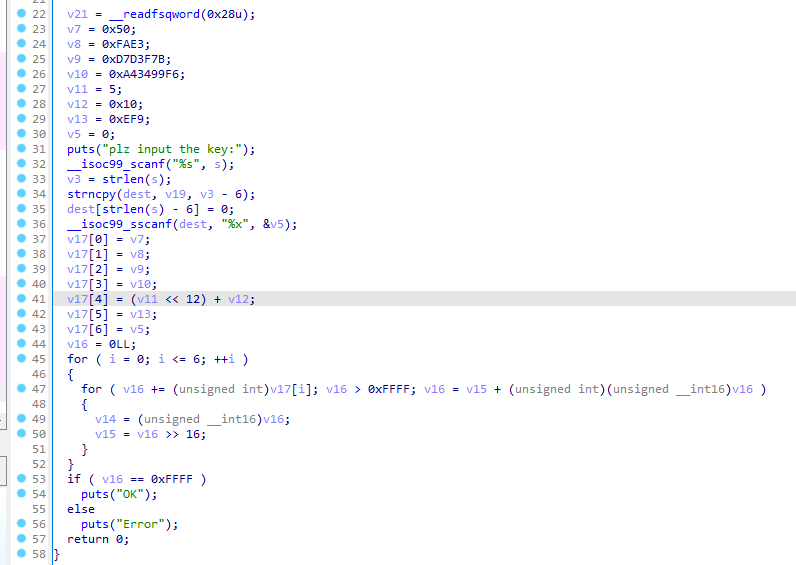 22 v21 = __readfsqword(0x28u);
23 v7 = 0x50;
24 v8 = 0xFAE3;
25 v9 = 0xD7D3F7B;
26 v10 = 0xA43499F6;
27 v11 = 5;
28 v12 = 0x10;
29 v13 = 0xEF9;
30 v5 = 0;
31 puts("plz input the key:");
32 __isoc99_scanf("%s", s);
33 v3 = strlen(s);
34 strncpy(dest, v19, v3 - 6);
35 dest[strlen(s) - 6] = 0;
36 __isoc99_sscanf(dest, "%x", &v5);
37 v17[0] = v7;
38 v17[1] = v8;
39 v17[2] = v9;
40 v17[3] = v10;
41 v17[4] = (v11 << 12) + v12;
42 v17[5] = v13;
43 v17[6] = v5;
44 v16 = 0LL;
45 for ( i = 0; i <= 6; ++i )
46 {
47 for ( v16 += (unsigned int)v17[i]; v16 > 0xFFFF; v16 = v15 + (unsigned int)(unsigned __int16)v16 )
48 {
49 v14 = (unsigned __int16)v16;
50 v15 = v16 >> 16;
51 }
52 }
53 if ( v16 == 0xFFFF )
54 puts("OK");
55 else
56 puts("Error");
57 return 0;
58 }